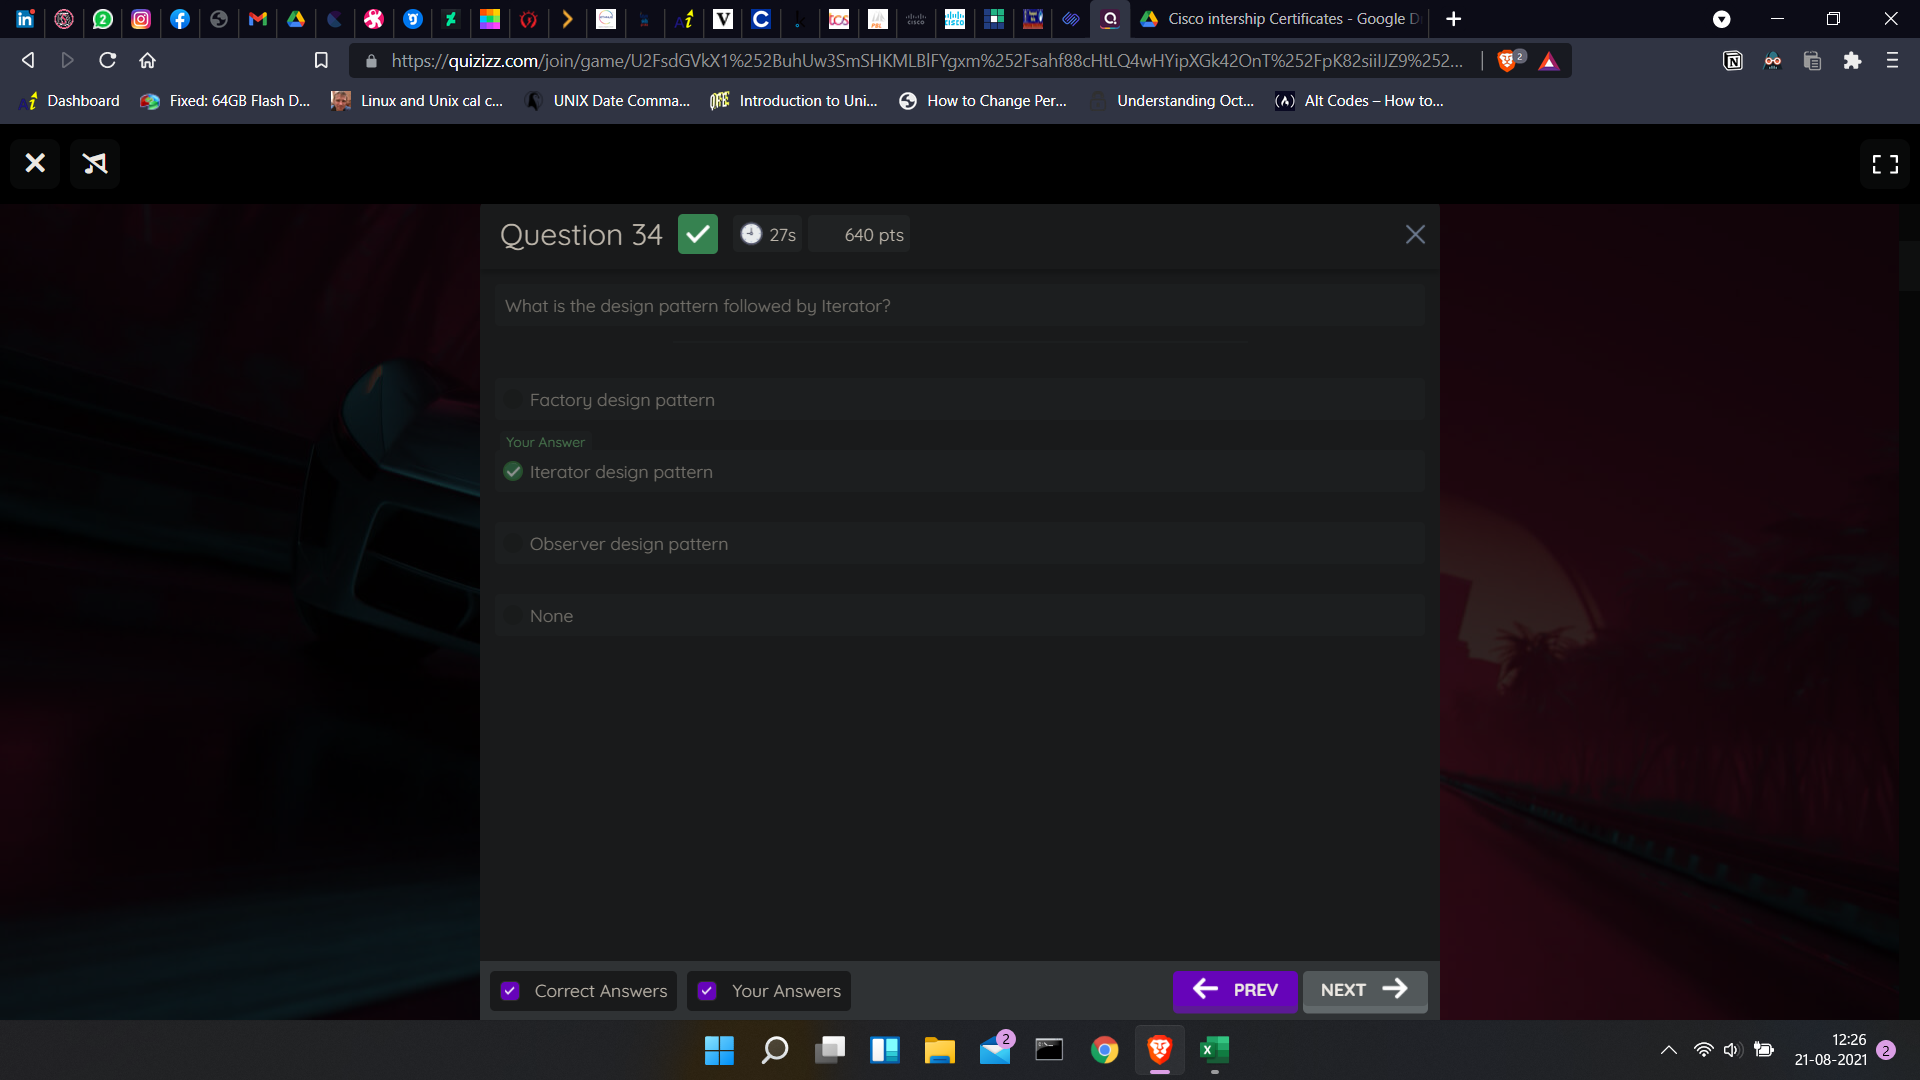 Cisco intership Certificates - Google D
https://quizizz.com/join/game/U2FsdGVkX1%252BuhUw3SmSHKMLBlFYgxm%252Fsahf88cHtLQ4wHYipXGk42OnT%252FpK82siiIJZ9%252...
2
Dashboard
Fixed: 64GB Flash D...
Linux and Unix cal c...
UNIX Date Comma...
Introduction to Uni...
How to Change Per...
Understanding Oct...
Alt Codes – How to...
Question 34
27s
640 pts
What is the design pattern followed by Iterator?
Factory design pattern
Your Answer
Iterator design pattern
Observer design pattern
None
Correct Answers
Your Answers
PREV
NEXT
2
12:26
21-08-2021
2